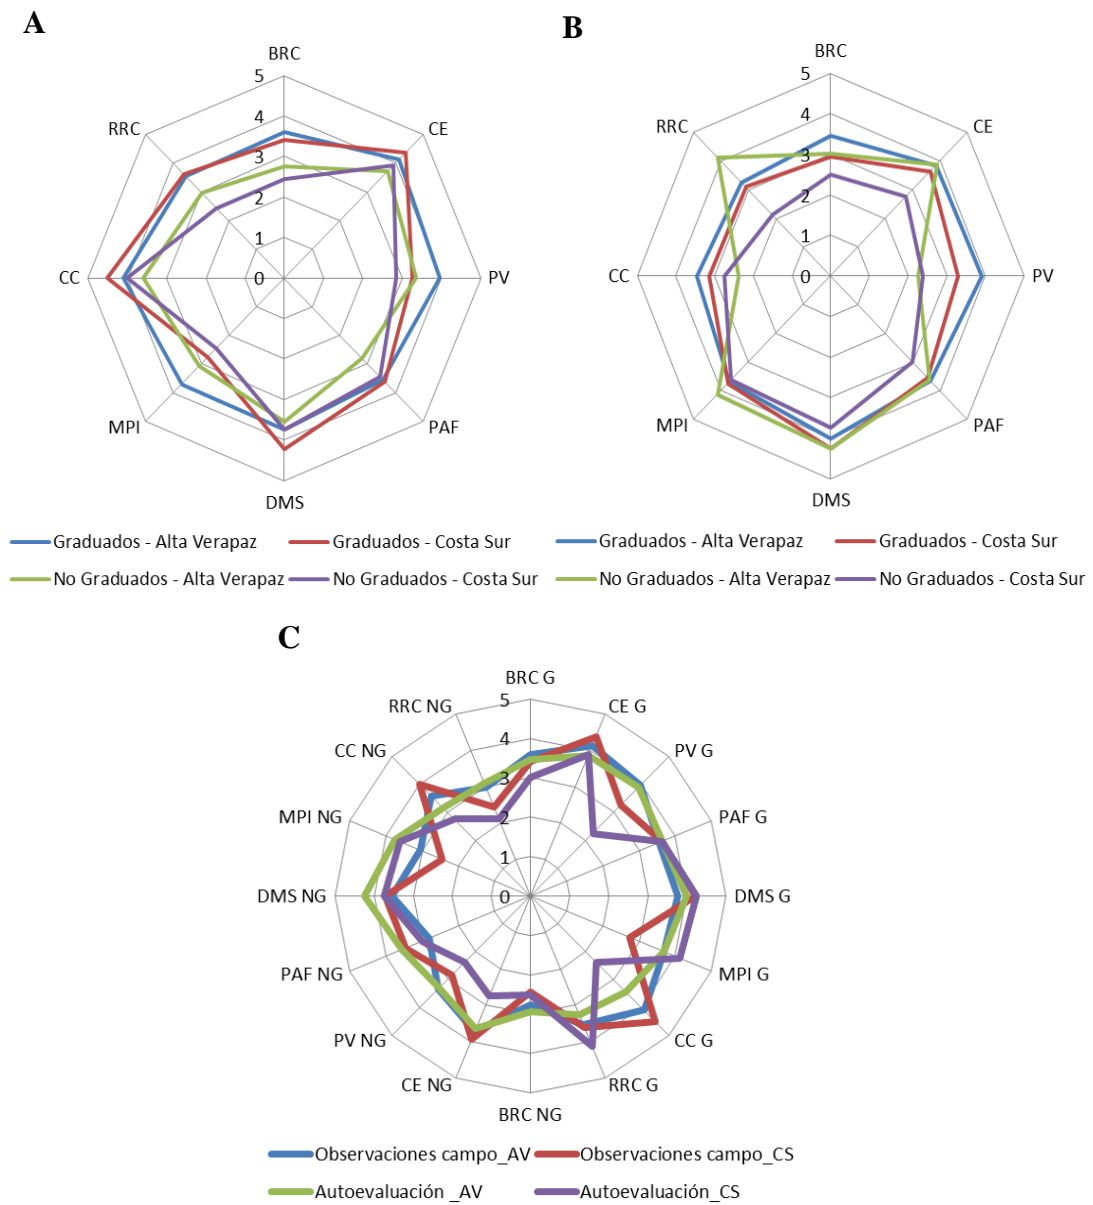 A
BRC
5
4
3
2
1
0
CE
PV
PAF
DMS
MPI
CC
RRC
Graduados - Alta Verapaz
Graduados - Costa Sur
No Graduados - Alta Verapaz
No Graduados - Costa Sur
B
BRC
5
4
3
2
1
0
CE
PV
PAF
DMS
MPI
CC
RRC
Graduados - Alta Verapaz
Graduados - Costa Sur
No Graduados - Alta Verapaz
No Graduados - Costa Sur
C
BRC G
5
4
3
2
1
0
CE G
PV G
PAF G
DMS G
MPI G
CC G
RRC G
BRC NG
CE NG
PV NG
PAF NG
DMS NG
MPI NG
CC NG
RRC NG
Observaciones campo_AV
Observaciones campo_CS
Autoevaluación _AV
Autoevaluación_CS